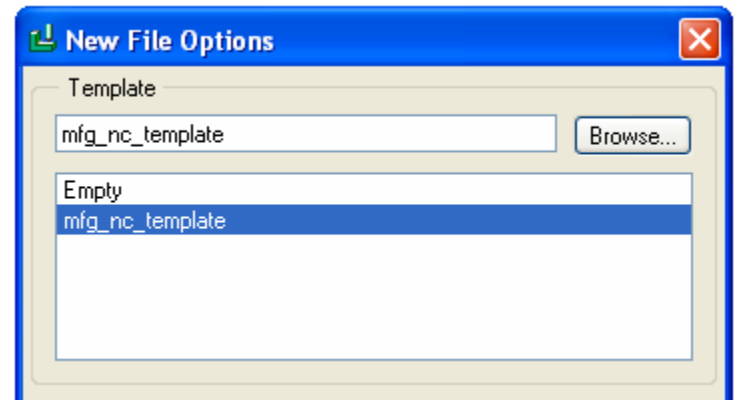 New File Options
Template
mfg_nc_template
Browse...
Empty
mfg_nc_template